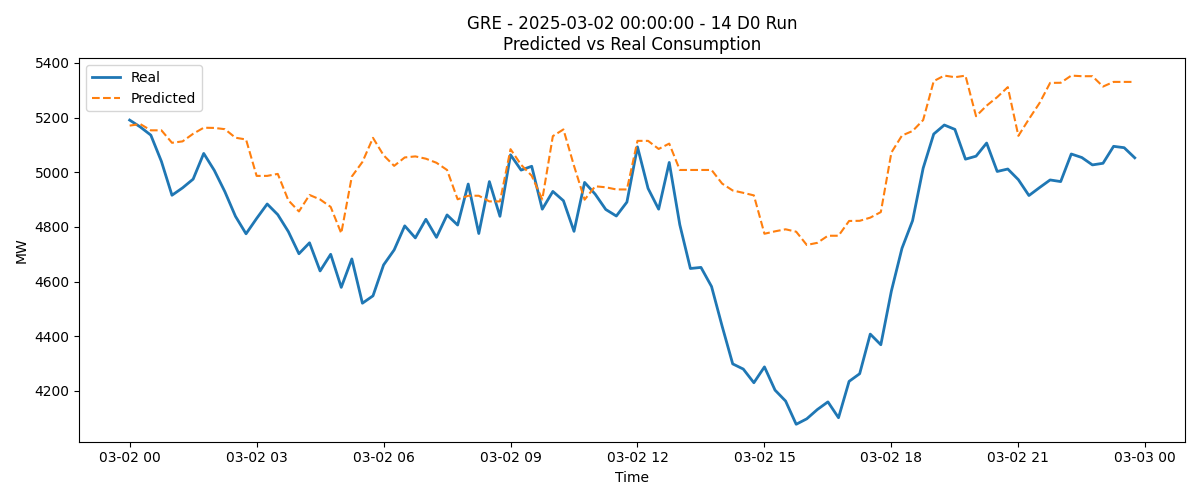 GRE - 2025-03-02 00:00:00 - 14 D0 Run
Predicted vs Real Consumption
Real
Predicted
5400
5200
5000
4800
4600
4400
4200
MW
03-02 00
03-02 03
03-02 06
03-02 09
03-02 12
03-02 15
03-02 18
03-02 21
03-03 00
Time